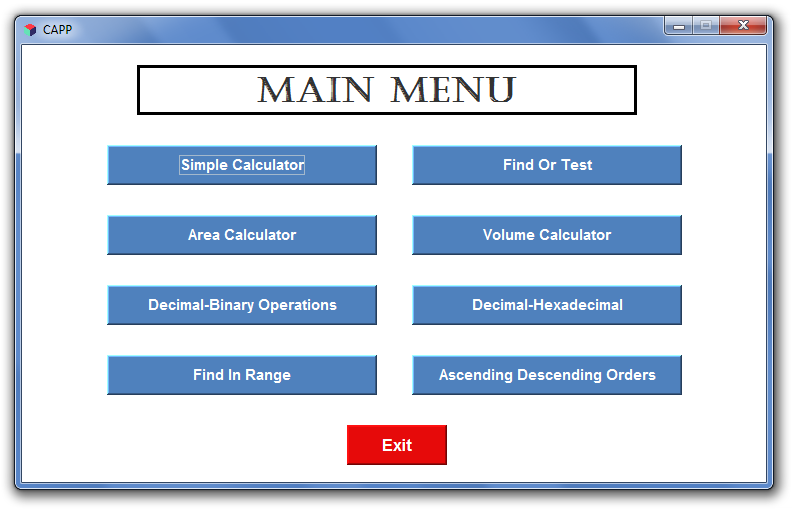 CAPP
MAIN MENU
Simple Calculator
Find Or Test
Area Calculator
Volume Calculator
Decimal-Binary Operations
Decimal-Hexadecimal
Find In Range
Ascending Descending Orders
Exit